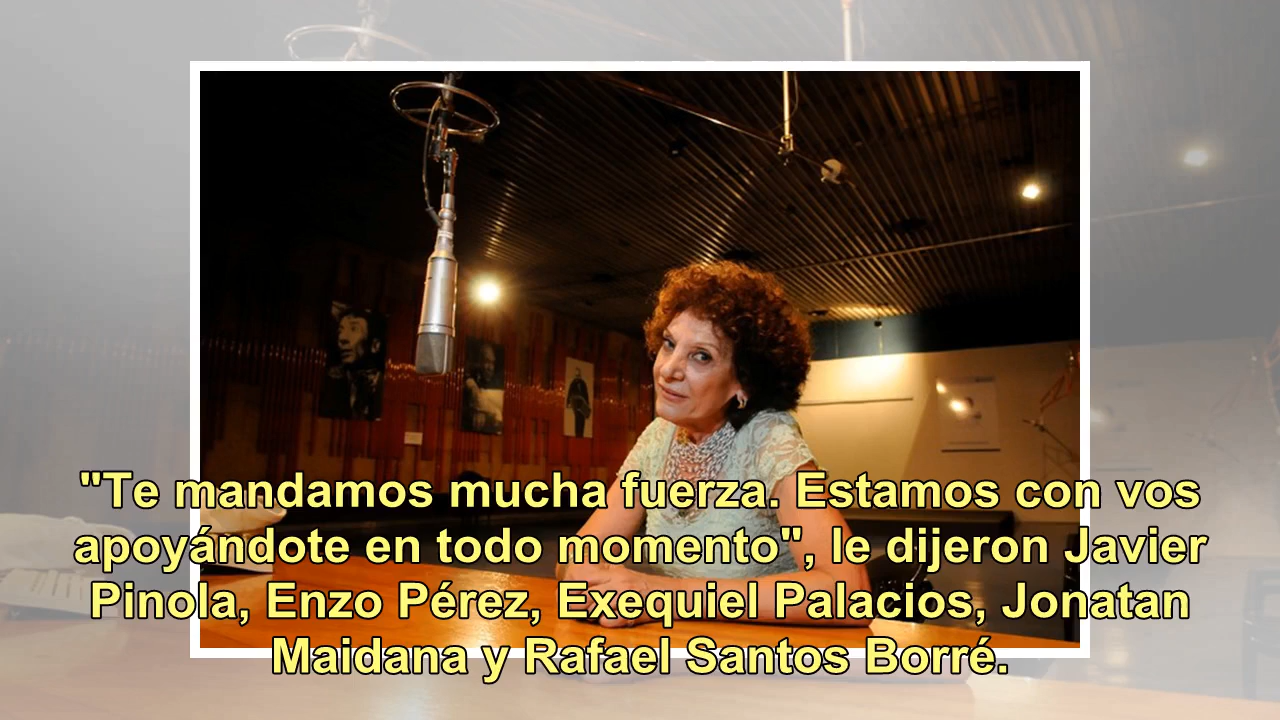 "Te mandamos mucha fuerza. Estamos con vos
apoyándote en todo momento", le dijeron Javier
Pinola, Enzo Pérez, Exequiel Palacios, Jonatan
Maidana y Rafael Santos Borré.